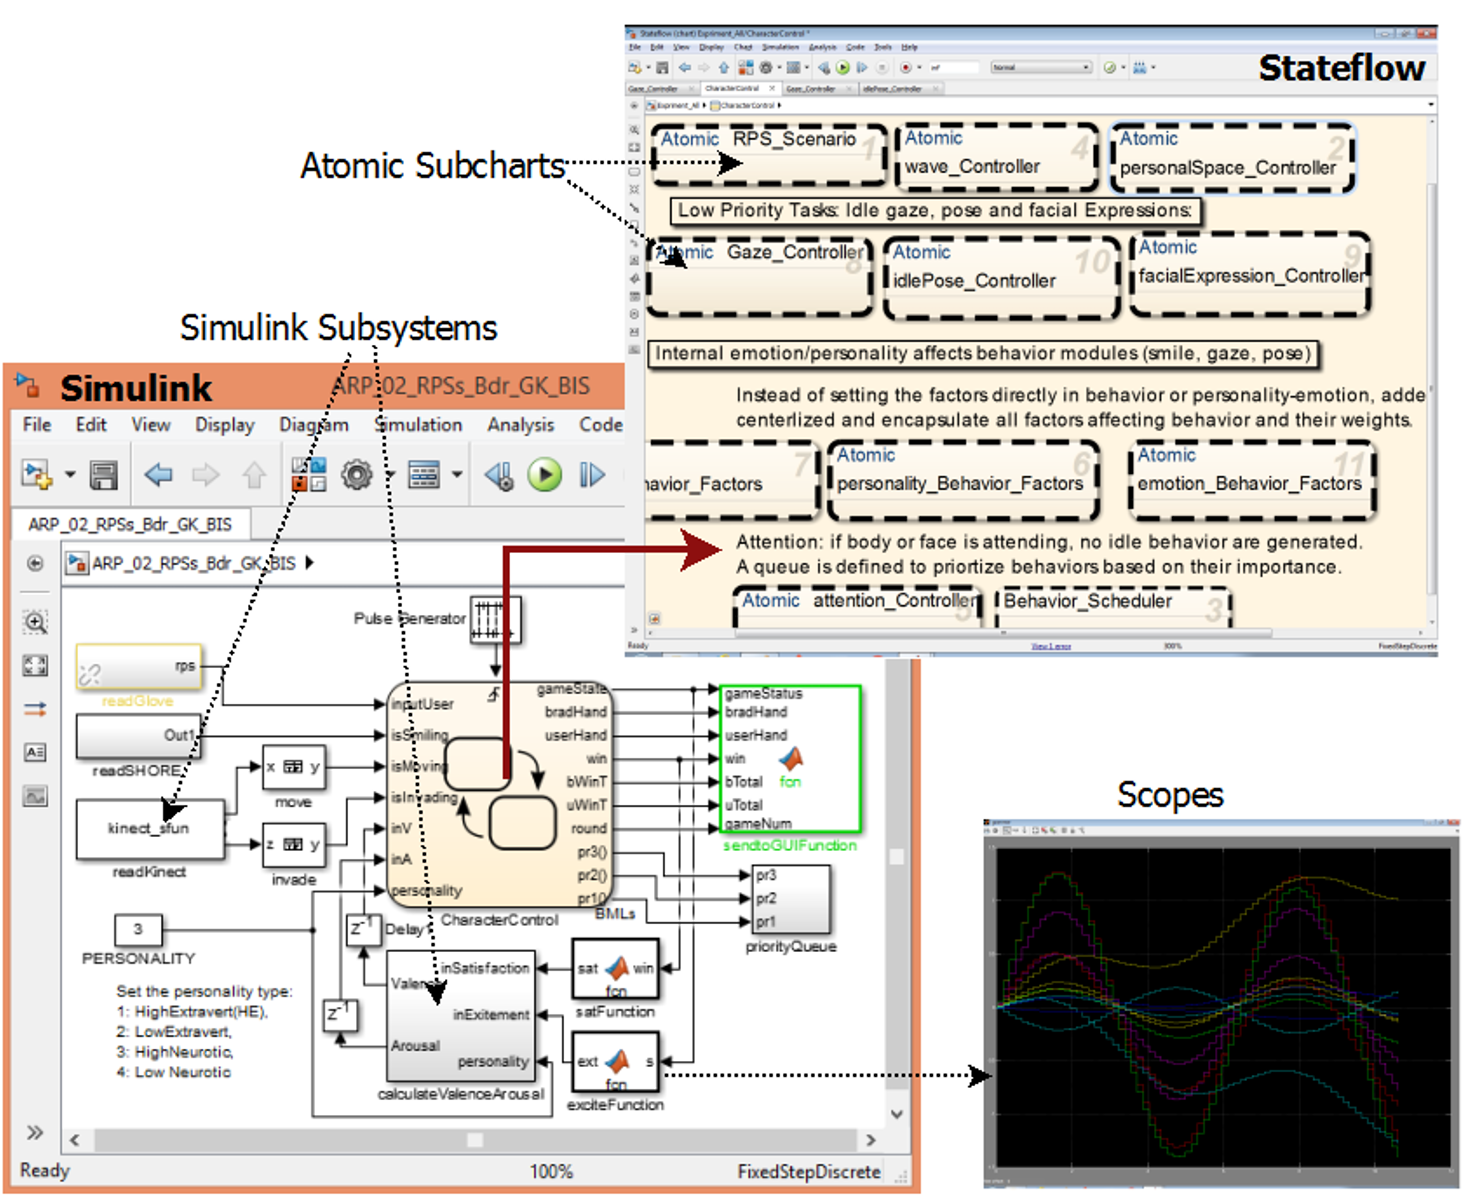 Stateflow (chart) Expriment_All/CharacterControl *
File Edit View Display Chart Simulation Analysis Code Tools Help
Stateflow
inf
Normal
Gaze_Controller
CharacterControl
Gaze_Controller
idlePose_Controller
Expriment_All
CharacterControl
Atomic RPS_Scenario
1
Atomic
wave_Controller
4
Atomic
personalSpace_Controller
2
Atomic Subcharts
Low Priority Tasks: Idle gaze, pose and facial Expressions:
Atomic Gaze_Controller
8
idlePose_Controller
10
Atomic
facialExpression_Controller
9
Internal emotion/personality affects behavior modules (smile, gaze, pose)
Instead of setting the factors directly in behavior or personality-emotion, adde
centerlized and encapsulate all factors affecting behavior and their weights.
havior_Factors
7
Atomic
personality_Behavior_Factors
6
Atomic
emotion_Behavior_Factors
11
Attention: if body or face is attending, no idle behavior are generated.
A queue is defined to priortize behaviors based on their importance.
Atomic attention_Controller
5
Behavior_Scheduler
3
Ready
View 1 error
300%
FixedStepDiscrete
Simulink Subsystems
Simulink
ARP_02_RPSs_Bdr_GK_BIS
File Edit View Display Diagram Simulation Analysis Code
ARP_02_RPSs_Bdr_GK_BIS
ARP_02_RPSs_Bdr_GK_BIS
Pulse Generator
rps
readGlove
Out1
readSHORE
x y
move
kinect_sfun
readKinect
z y
invade
inputUser
isSmiling
isMoving
isInvading
inV
inA
personality
gameState
bradHand
userHand
win
bWinT
uWinT
round
pr3()
pr2()
pr1()
CharacterControl
BMLs
gameStatus
bradHand
userHand
win
bTotal
uTotal
gameNum
fcn
sendtoGUIFunction
pr3
pr2
pr1
priorityQueue
3
PERSONALITY
Set the personality type:
1: HighExtravert(HE),
2: LowExtravert,
3: HighNeurotic,
4: Low Neurotic
z-1
Delay1
z-1
Valence
Arousal
inSatisfaction
inExitement
personality
calculateValenceArousal
sat win
fcn
satFunction
ext s
fcn
exciteFunction
Ready
100%
FixedStepDiscrete
Scopes